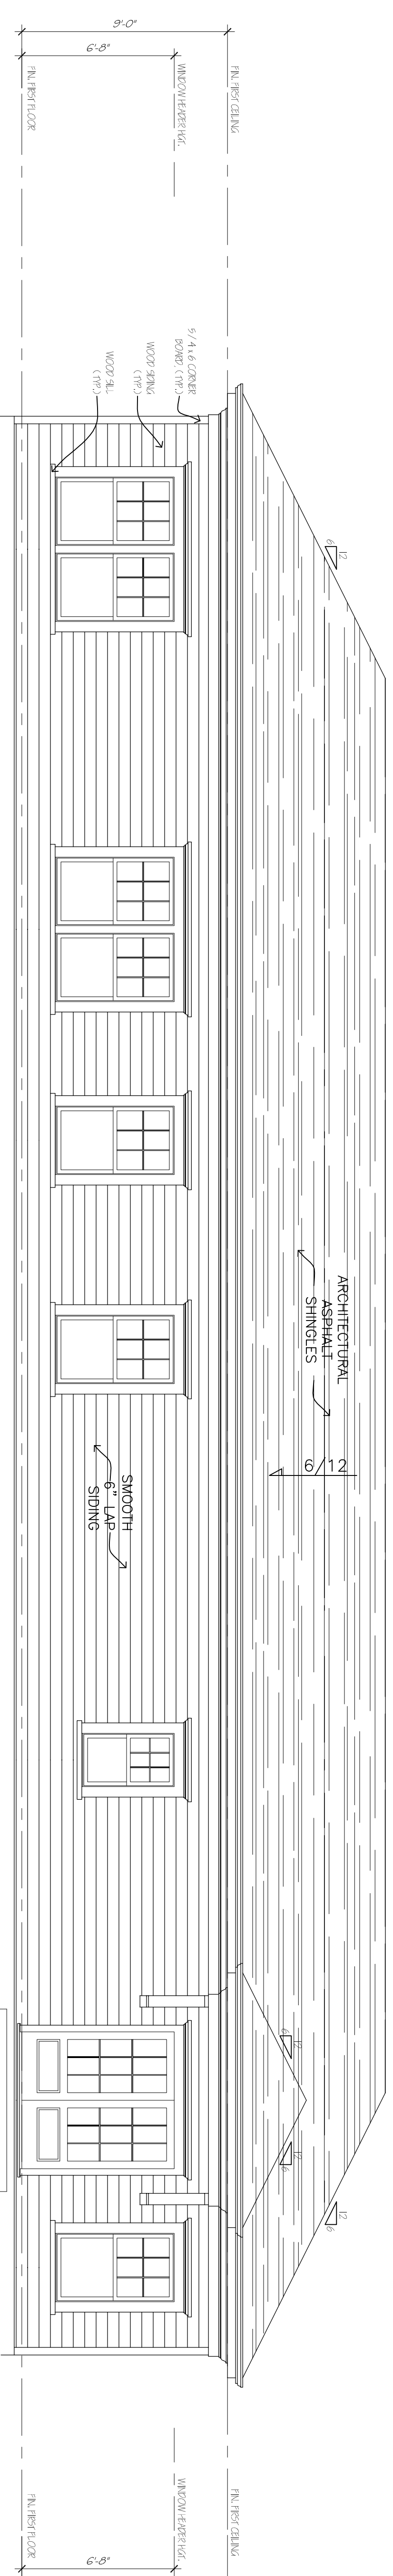 9'-0"
6'-8"
FIN. FIRST CEILING
WINDOW HEADER HGT.
FIN. FIRST FLOOR
5/4 x 6 CORNER
BOARD (TYP.)
WOOD SIDING
(TYP.)
WOOD SILL
(TYP.)
12
6
ARCHITECTURAL
ASPHALT
SHINGLES
6/12
SMOOTH
6" LAP
SIDING
12
6
12
6
12
6
FIN. FIRST CEILING
WINDOW HEADER HGT.
FIN. FIRST FLOOR
6'-8"